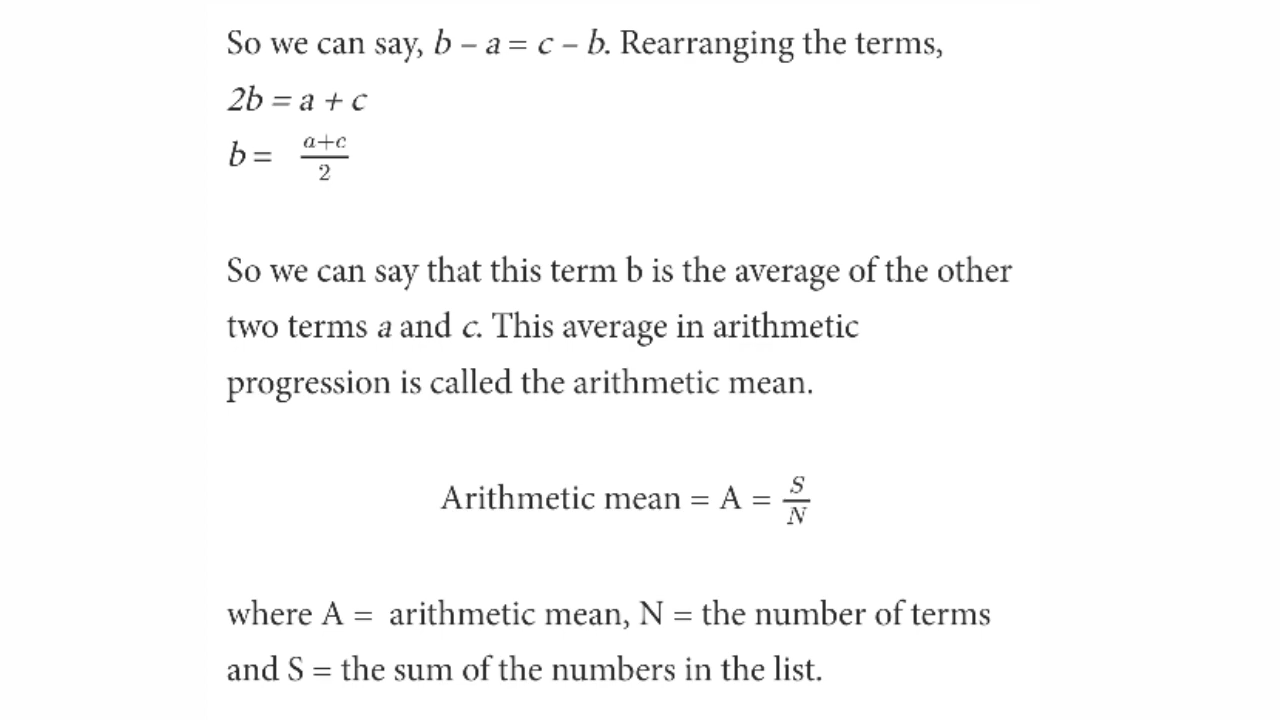 So we can say, b – a = c – b. Rearranging the terms,
2b = a + c
b = a+c/2
So we can say that this term b is the average of the other
two terms a and c. This average in arithmetic
progression is called the arithmetic mean.
Arithmetic mean = A = S/N
where A = arithmetic mean, N = the number of terms
and S = the sum of the numbers in the list.